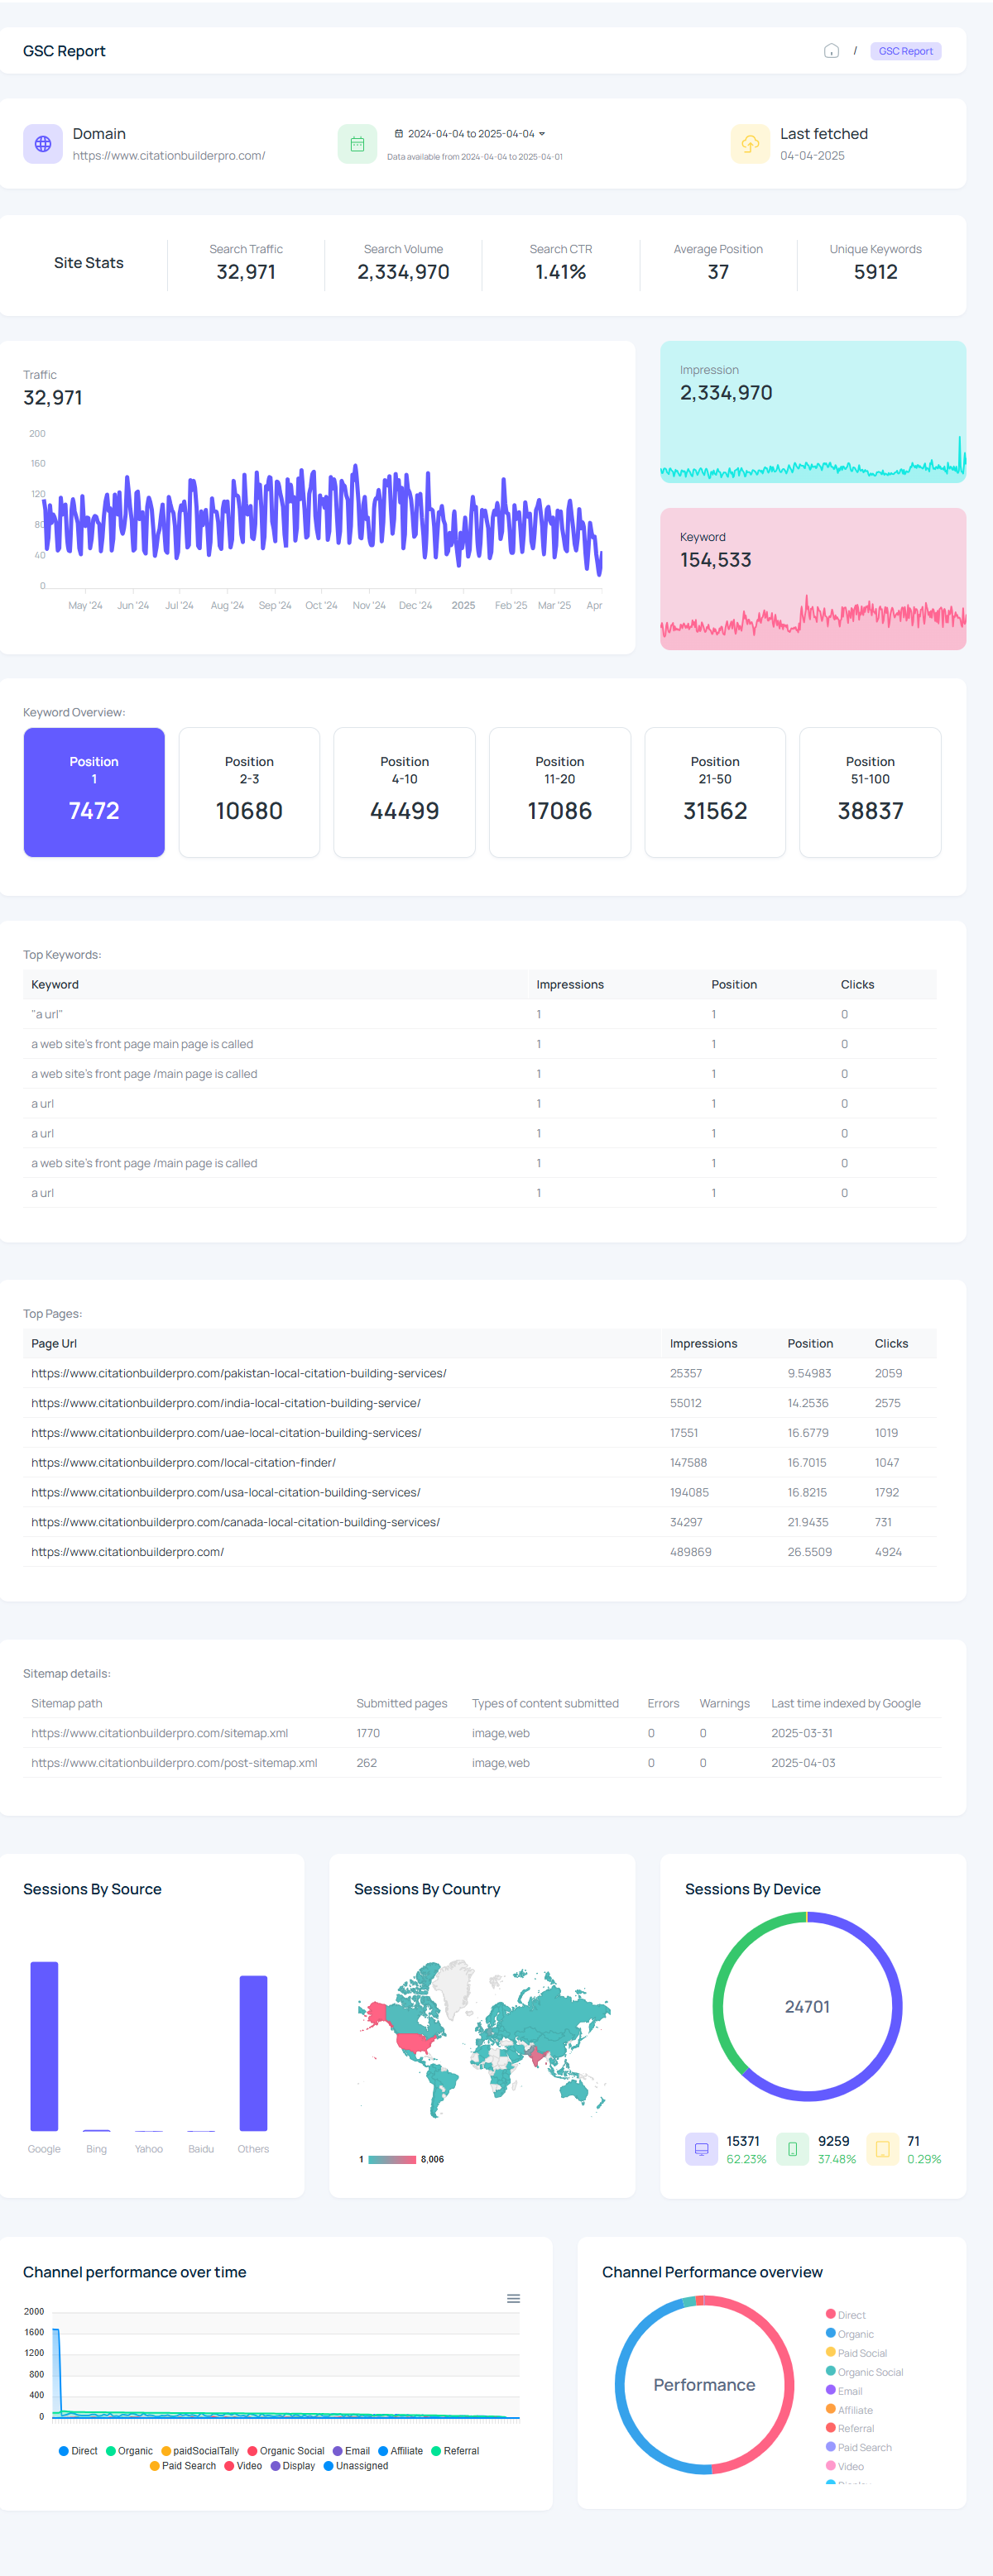 GSC Report
/ GSC Report
Domain
https://www.citationbuilderpro.com/
2024-04-04 to 2025-04-04
Data available from 2024-04-04 to 2025-04-01
Last fetched
04-04-2025
Site Stats
Search Traffic
32,971
Search Volume
2,334,970
Search CTR
1.41%
Average Position
37
Unique Keywords
5912
Traffic
32,971
200
160
120
80
40
0
May '24 Jun '24 Jul '24 Aug '24 Sep '24 Oct '24 Nov '24 Dec '24 2025 Feb '25 Mar '25 Apr
Impression
2,334,970
Keyword
154,533
Keyword Overview:
Position
1
7472
Position
2-3
10680
Position
4-10
44499
Position
11-20
17086
Position
21-50
31562
Position
51-100
38837
Top Keywords:
Keyword Impressions Position Clicks
"a url" 1 1 0
a web site's front page main page is called 1 1 0
a web site's front page /main page is called 1 1 0
a url 1 1 0
a url 1 1 0
a web site's front page /main page is called 1 1 0
a url 1 1 0
Top Pages:
Page Url Impressions Position Clicks
https://www.citationbuilderpro.com/pakistan-local-citation-building-services/ 25357 9.54983 2059
https://www.citationbuilderpro.com/india-local-citation-building-service/ 55012 14.2536 2575
https://www.citationbuilderpro.com/uae-local-citation-building-services/ 17551 16.6779 1019
https://www.citationbuilderpro.com/local-citation-finder/ 147588 16.7015 1047
https://www.citationbuilderpro.com/usa-local-citation-building-services/ 194085 16.8215 1792
https://www.citationbuilderpro.com/canada-local-citation-building-services/ 34297 21.9435 731
https://www.citationbuilderpro.com/ 489869 26.5509 4924
Sitemap details:
Sitemap path Submitted pages Types of content submitted Errors Warnings Last time indexed by Google
https://www.citationbuilderpro.com/sitemap.xml 1770 image,web 0 0 2025-03-31
https://www.citationbuilderpro.com/post-sitemap.xml 262 image,web 0 0 2025-04-03
Sessions By Source
Google Bing Yahoo Baidu Others
Sessions By Country
1 8,006
Sessions By Device
24701
15371
62.23%
9259
37.48%
71
0.29%
Channel performance over time
2000
1600
1200
800
400
0
Direct Organic paidSocialTally Organic Social Email Affiliate Referral
Paid Search Video Display Unassigned
Channel Performance overview
Performance
Direct
Organic
Paid Social
Organic Social
Email
Affiliate
Referral
Paid Search
Video